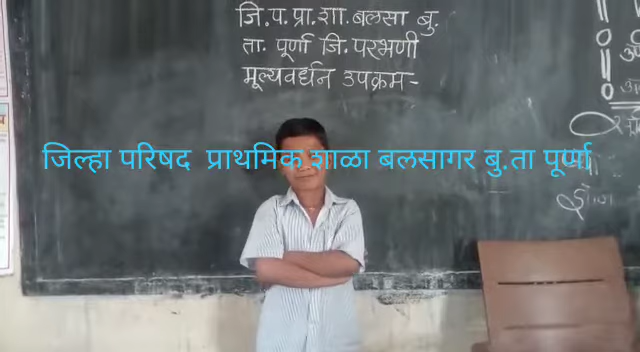 जि.प.प्रा.शा.बलसा बु.
ता. पूर्णा जि. परभणी
मूल्यवर्धन उपक्रम-
जिल्हा परिषद प्राथमिक शाळा बलसागर बु.ता पूर्णा